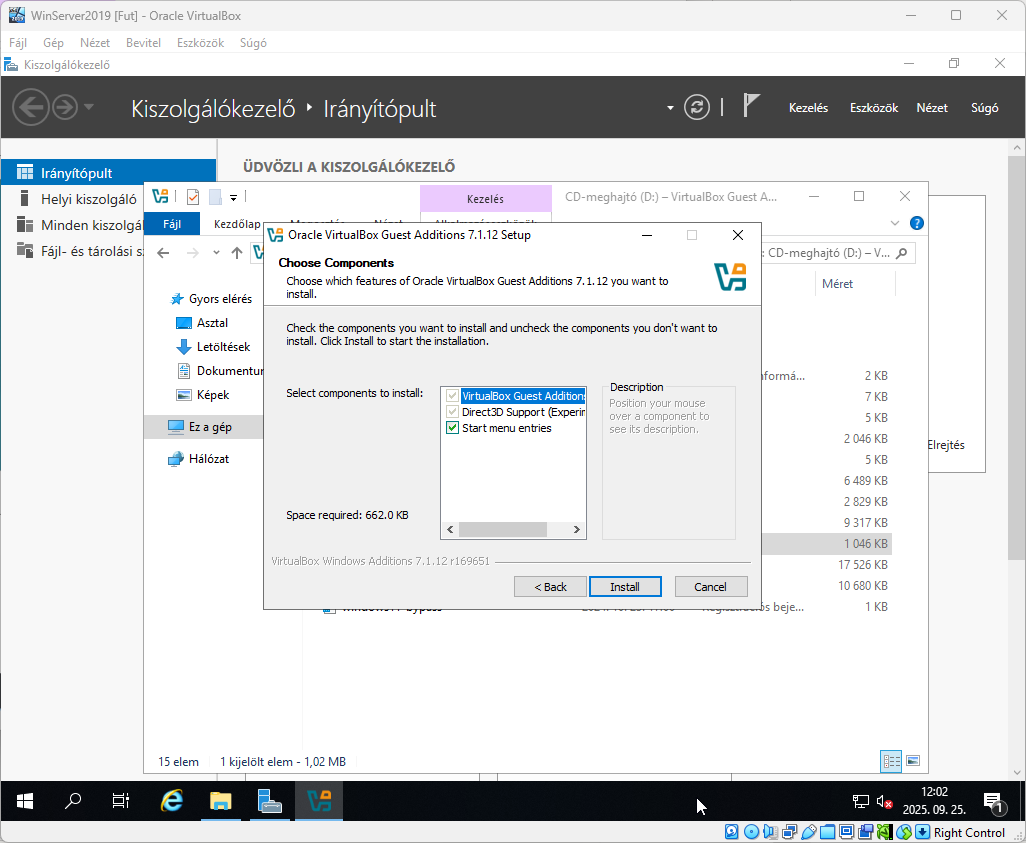 WinServer2019 [Fut] - Oracle VirtualBox
Fájl Gép Nézet Bevitel Eszközök Súgó
Kiszolgálókezelő
Kiszolgálókezelő Irányítópult
Kezelés Eszközök Nézet Súgó
Irányítópult
Helyi kiszolgáló
Minden
Fájl- és tárolási
ÜDVÖZLI A KISZOLGÁLÓKEZELŐ
Kezelés
CD-meghajtó (D:) – VirtualBox Guest A...
Fájl
Kezdőlap
: CD-meghajtó (D:) – V...
Méret
Gyors elérés
Asztal
Letöltések
Képek
Ez a gép
Hálózat
Oracle VirtualBox Guest Additions 7.1.12 Setup
Choose Components
Choose which features of Oracle VirtualBox Guest Additions 7.1.12 you want to
install.
Check the components you want to install and uncheck the components you don't want to
install. Click Install to start the installation.
Select components to install:
VirtualBox Guest Additions
Direct3D Support (Experim
Start menu entries
Description
Position your mouse
over a component to
see its description.
Space required: 662.0 KB
VirtualBox Windows Additions 7.1.12 r169651
< Back Install Cancel
2 KB
7 KB
5 KB
2 046 KB
5 KB
6 489 KB
2 829 KB
9 317 KB
1 046 KB
17 526 KB
10 680 KB
1 KB
Elrejtés
15 elem 1 kijelölt elem - 1,02 MB
12:02
2025. 09. 25.
1
Right Control